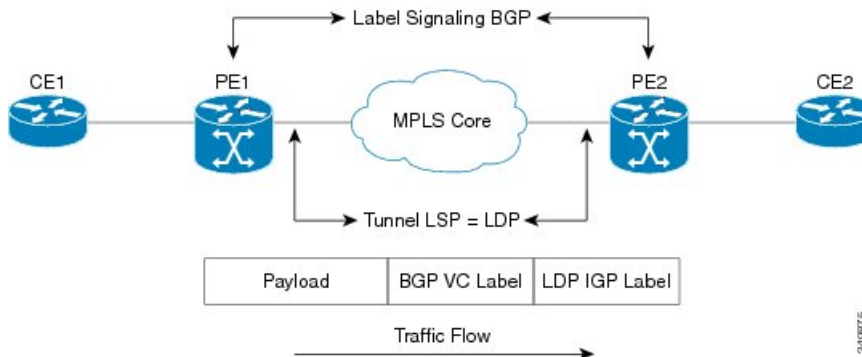 Label Signaling BGP
CE1 PE1 PE2 CE2
MPLS Core
Tunnel LSP = LDP
Payload BGP VC Label LDP IGP Label
Traffic Flow